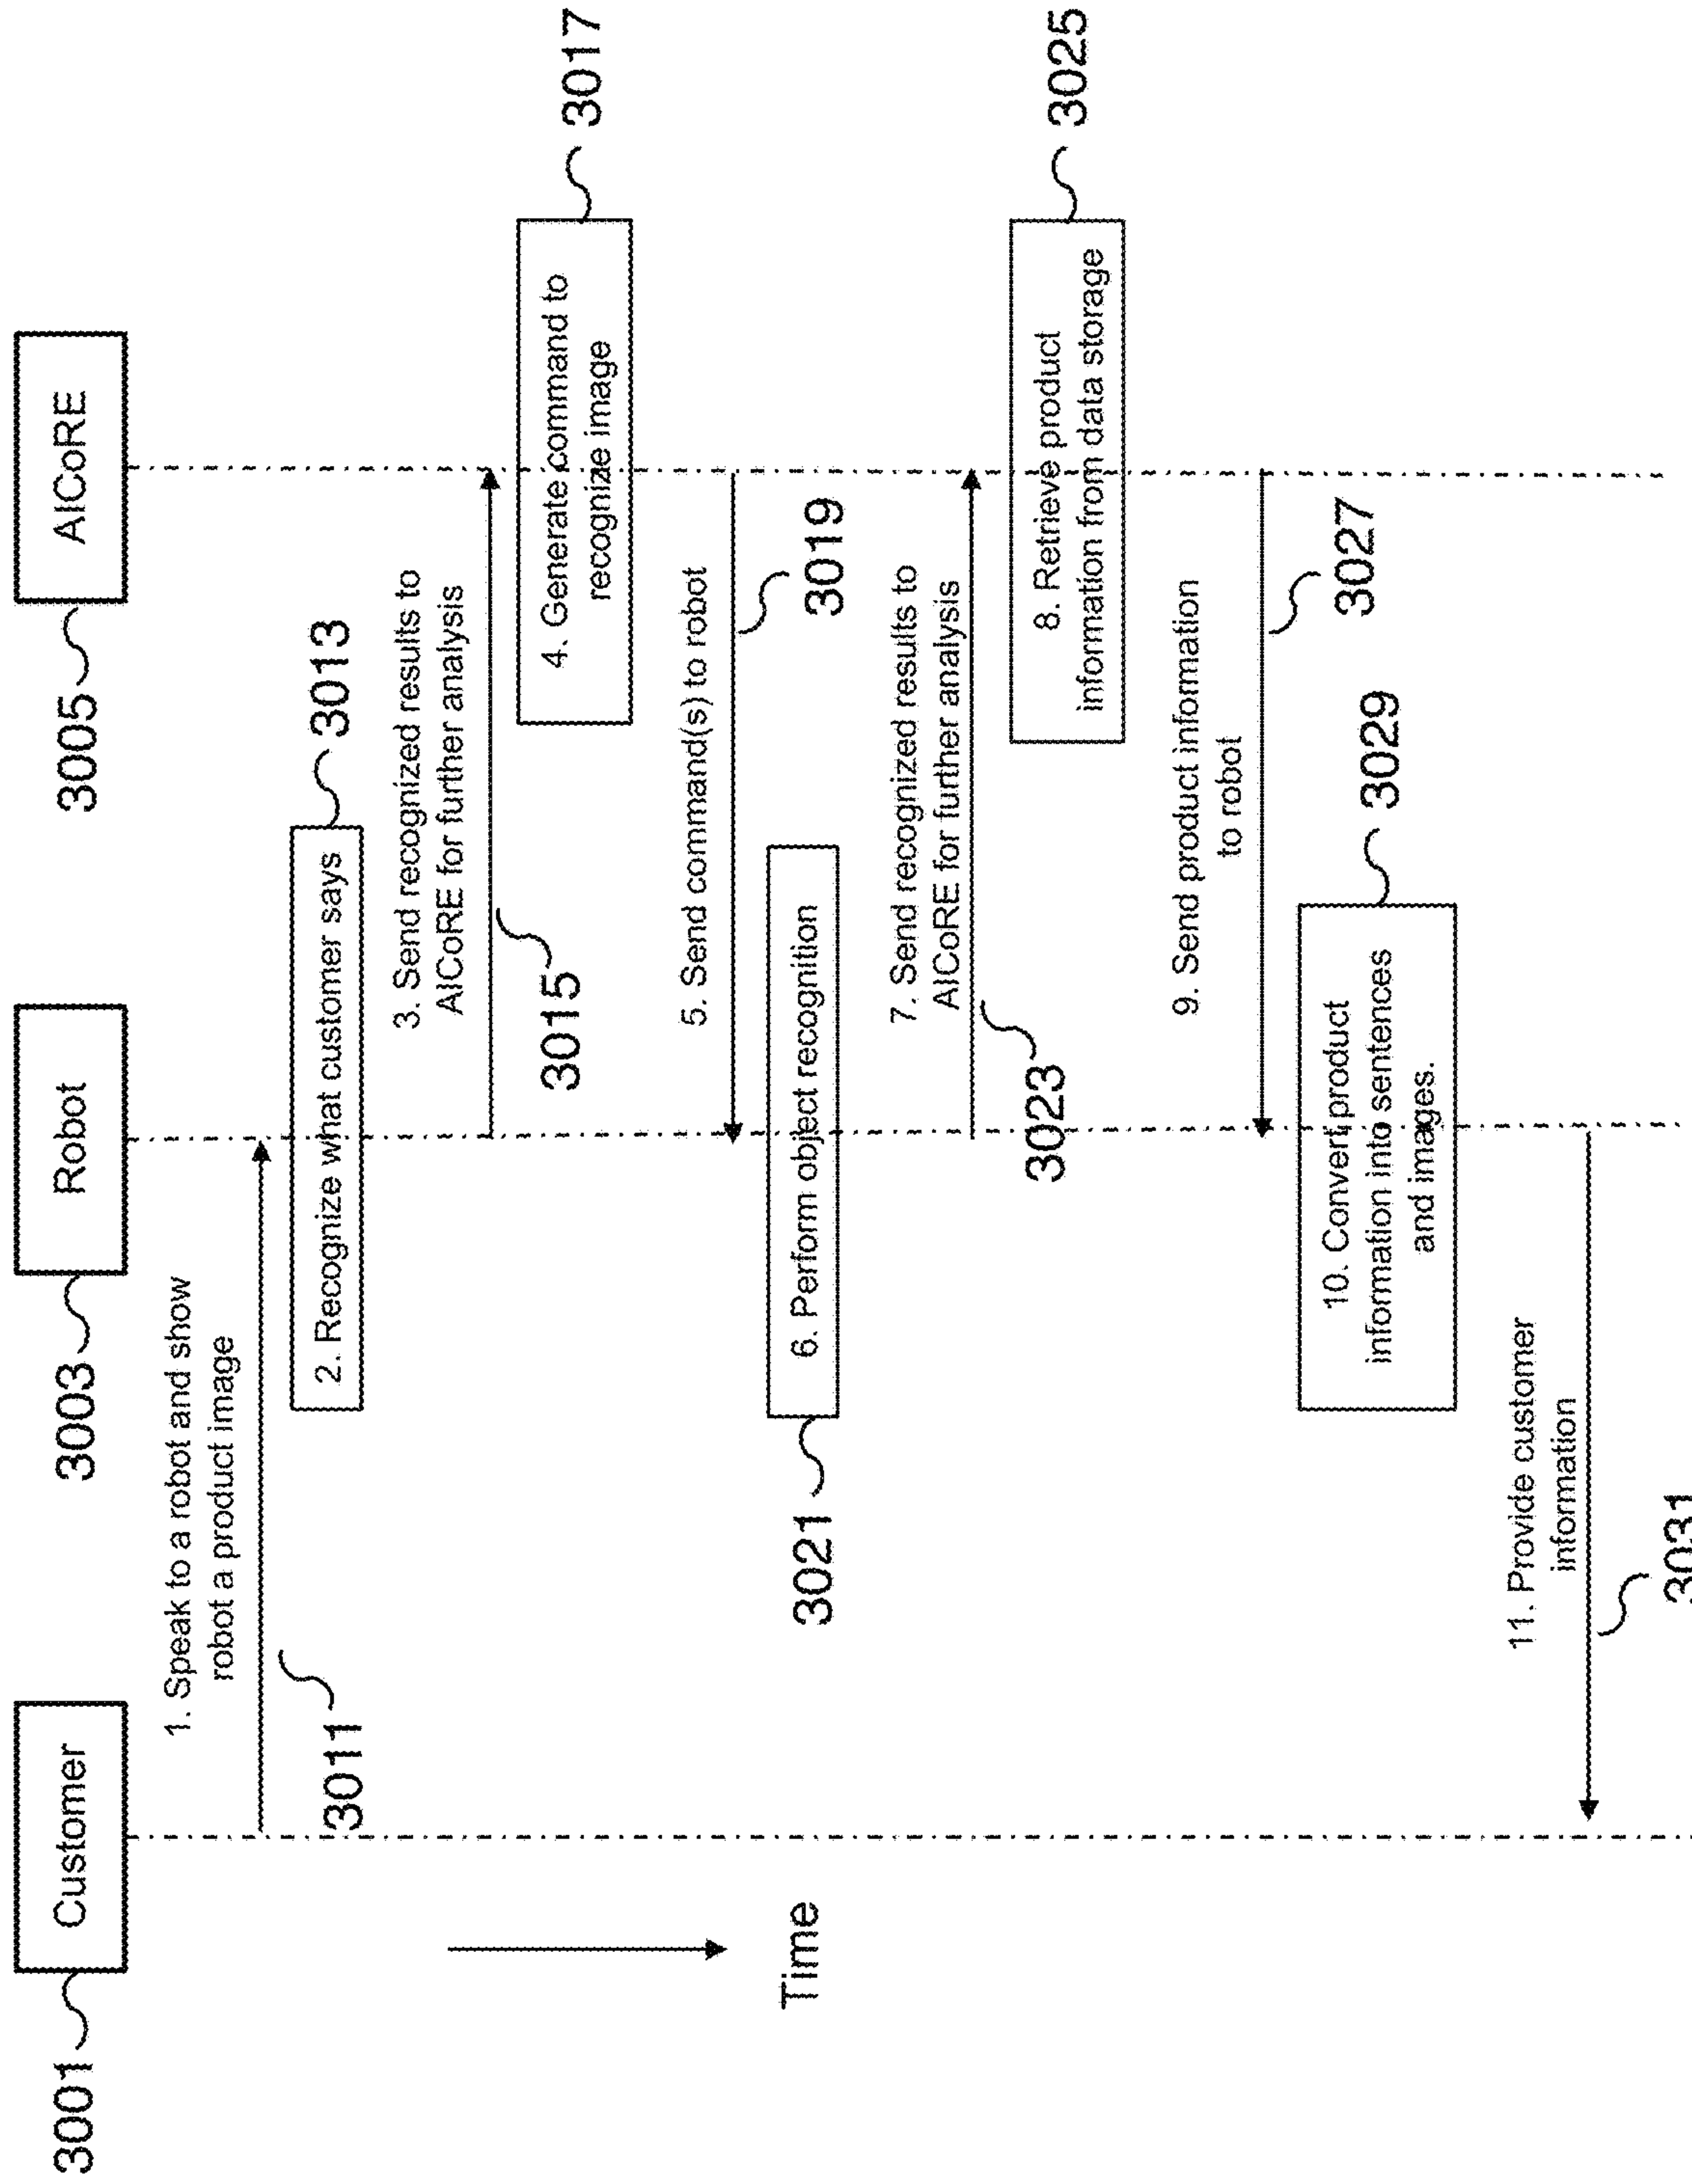 3001
Customer
3003
Robot
3005
AICoRE
1. Speak to a robot and show
robot a product image
3011
2. Recognize what customer says
3013
3. Send recognized results to
AICoRE for further analysis
3015
4. Generate command to
recognize image
3017
5. Send command(s) to robot
3019
Time
6. Perform object recognition
3021
7. Send recognized results to
AICoRE for further analysis
3023
8. Retrieve product
information from data storage
3025
9. Send product information
to robot
3027
10. Convert product
information into sentences
and images.
3029
11. Provide customer
information
3031